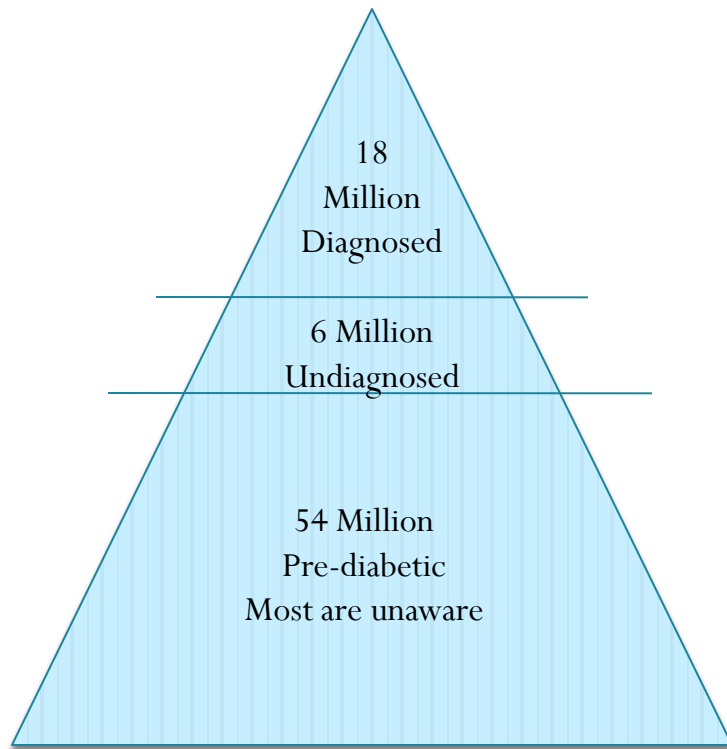 18
Million
Diagnosed
6 Million
Undiagnosed
54 Million
Pre-diabetic
Most are unaware